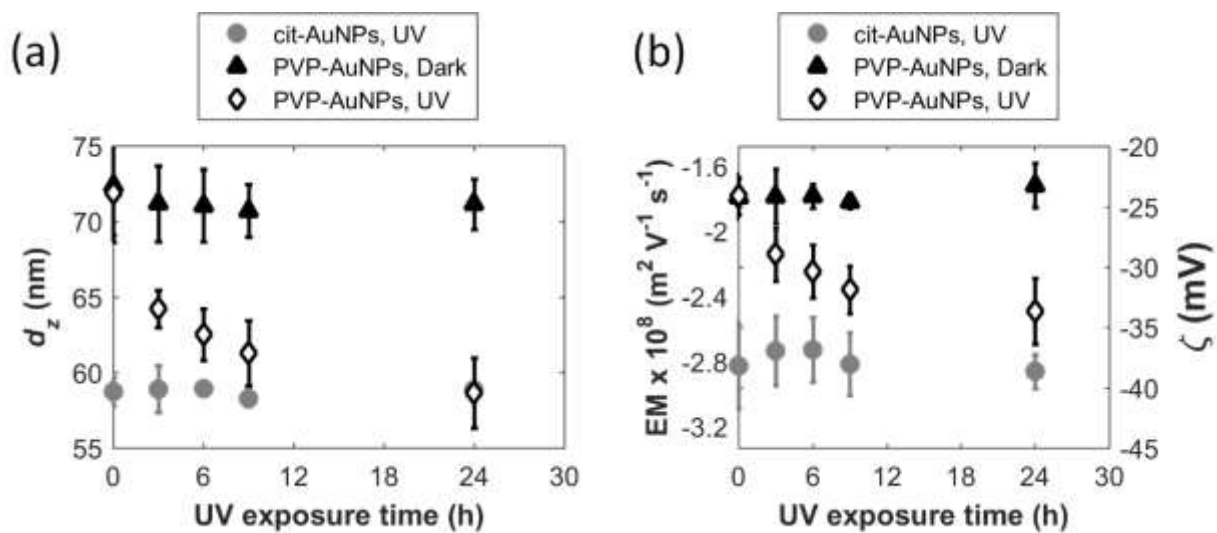 (a)
cit-AuNPs, UV
PVP-AuNPs, Dark
PVP-AuNPs, UV
75
70
65
60
55
d_z (nm)
0 6 12 18 24 30
UV exposure time (h)
(b)
cit-AuNPs, UV
PVP-AuNPs, Dark
PVP-AuNPs, UV
-1.6
-2
-2.4
-2.8
-3.2
EM x 10⁸ (m² V⁻¹ s⁻¹)
-20
-25
-30
-35
-40
-45
ζ (mV)
0 6 12 18 24 30
UV exposure time (h)